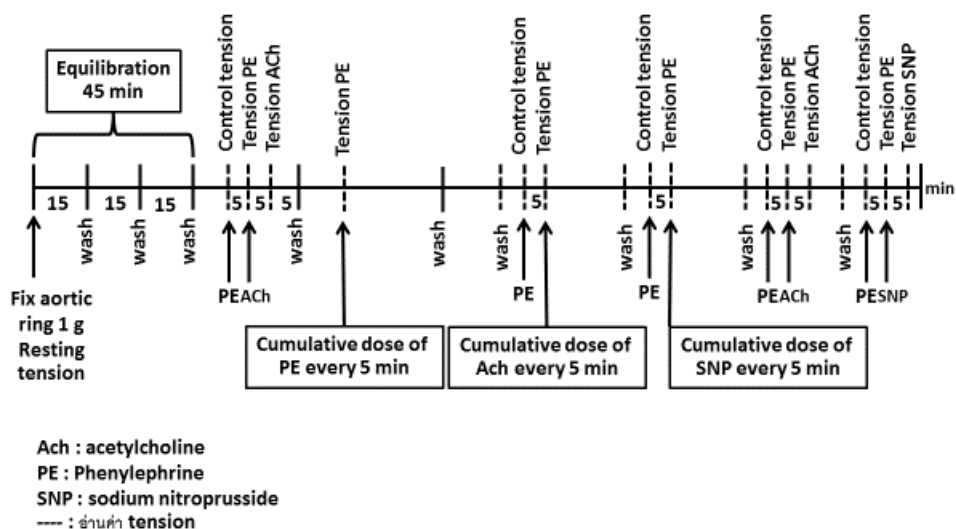 Equilibration
45 min
Control tension
Tension PE
Tension ACh
Tension PE
Control tension
Tension PE
Control tension
Tension PE
Control tension
Tension PE
Tension ACh
Control tension
Tension PE
Tension SNP
15 15 15 5 5 5 5 5 5 5 5 5 min
wash wash wash wash wash wash wash wash wash
Fix aortic
ring 1 g
Resting
tension
PE ACh PE PE PE ACh PE SNP
Cumulative dose of
PE every 5 min
Cumulative dose of
Ach every 5 min
Cumulative dose of
SNP every 5 min
Ach : acetylcholine
PE : Phenylephrine
SNP : sodium nitroprusside
---- : อ่านค่า tension